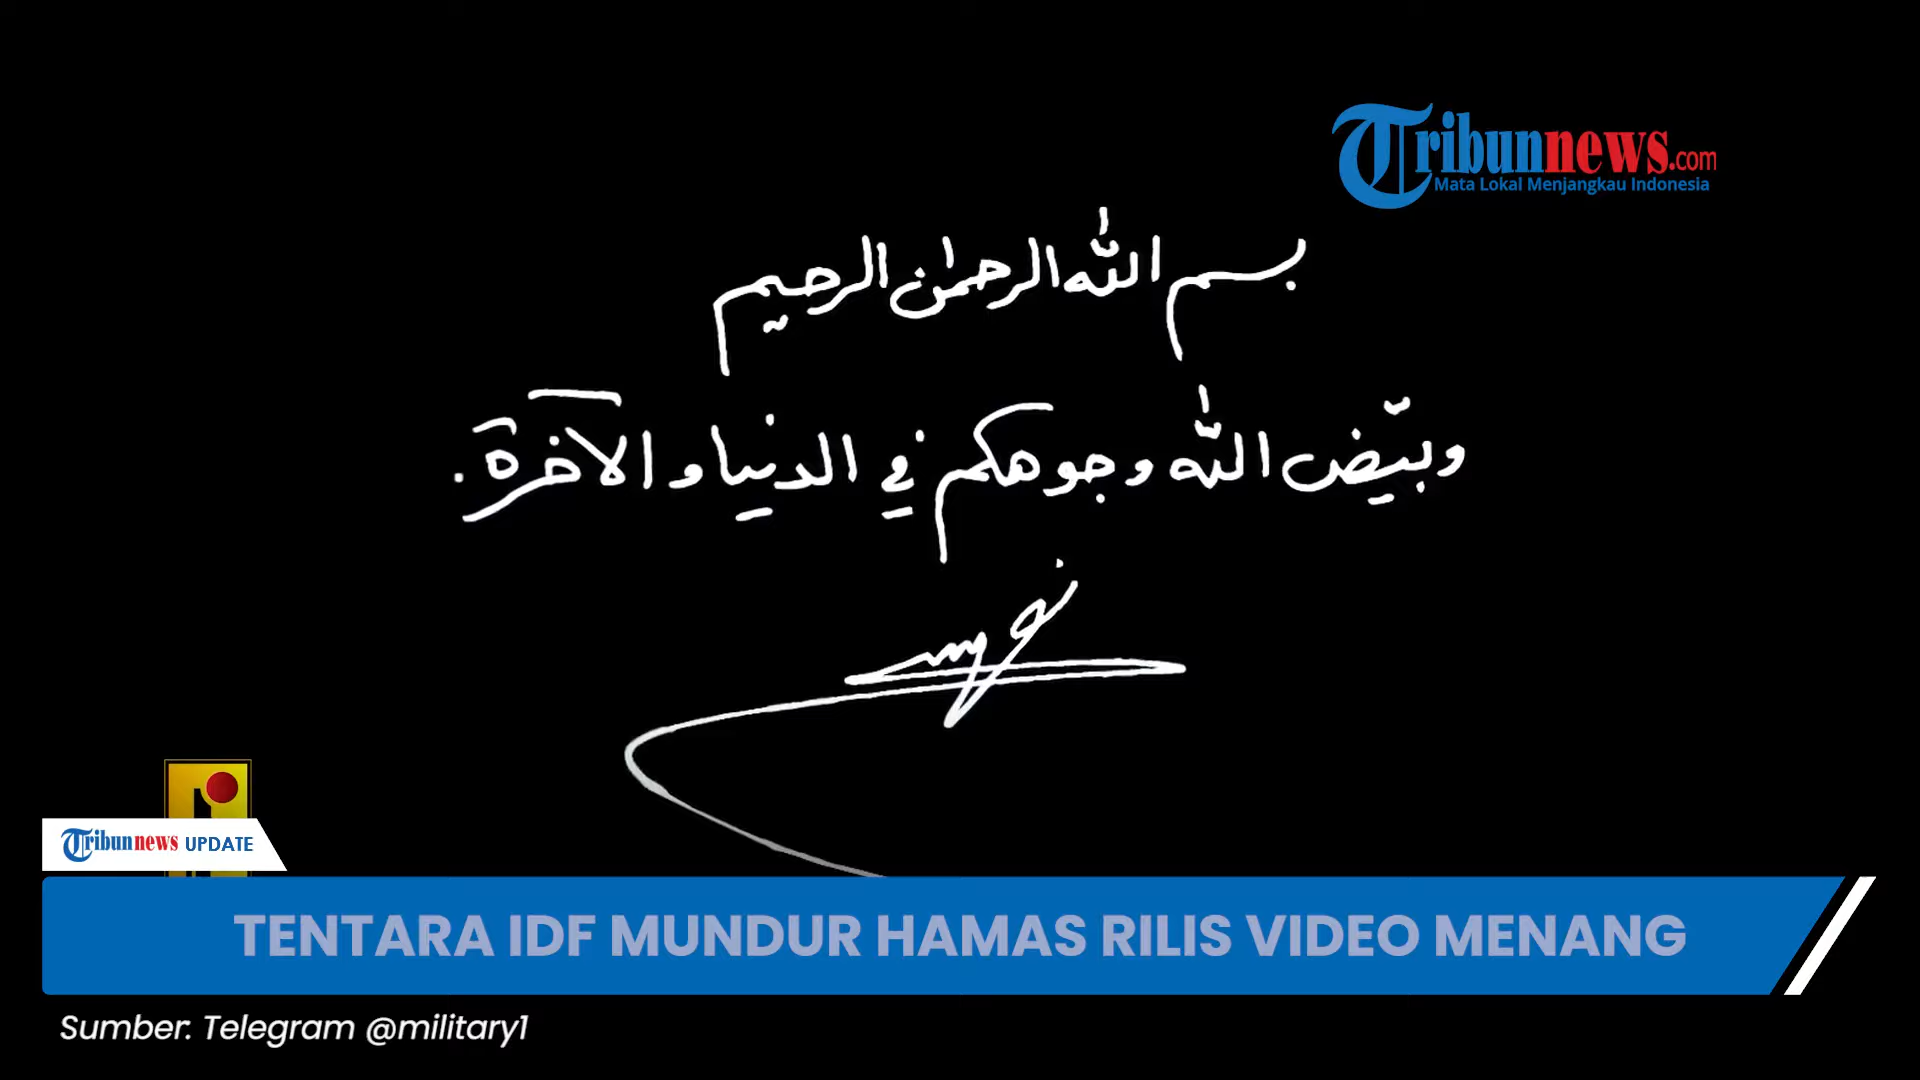 Tribunnews.com
Mata Lokal Menjangkau Indonesia
بسم الله الرحمٰن الرحيم
وبيّض الله وجوهكم في الدنيا والآخرة.
Tribunnews UPDATE
TENTARA IDF MUNDUR HAMAS RILIS VIDEO MENANG
Sumber: Telegram @military1